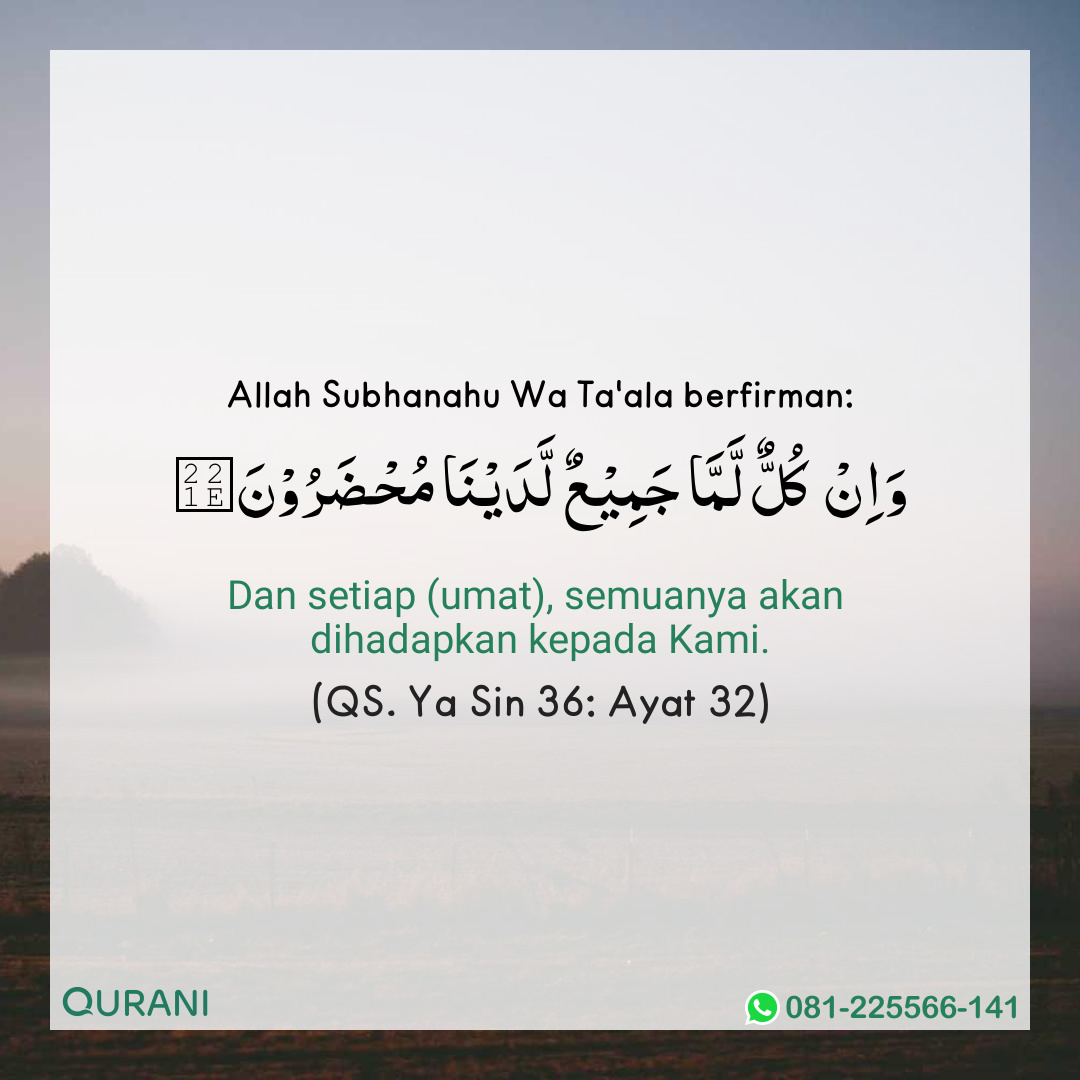 Allah Subhanahu Wa Ta'ala berfirman:
وَاِنْ كُلٌّ لَّمَّا جَمِيْعٌ لَّدَيْنَا مُحْضَرُوْنَ∞
Dan setiap (umat), semuanya akan
dihadapkan kepada Kami.
(QS. Ya Sin 36: Ayat 32)
QURANI
081-225566-141